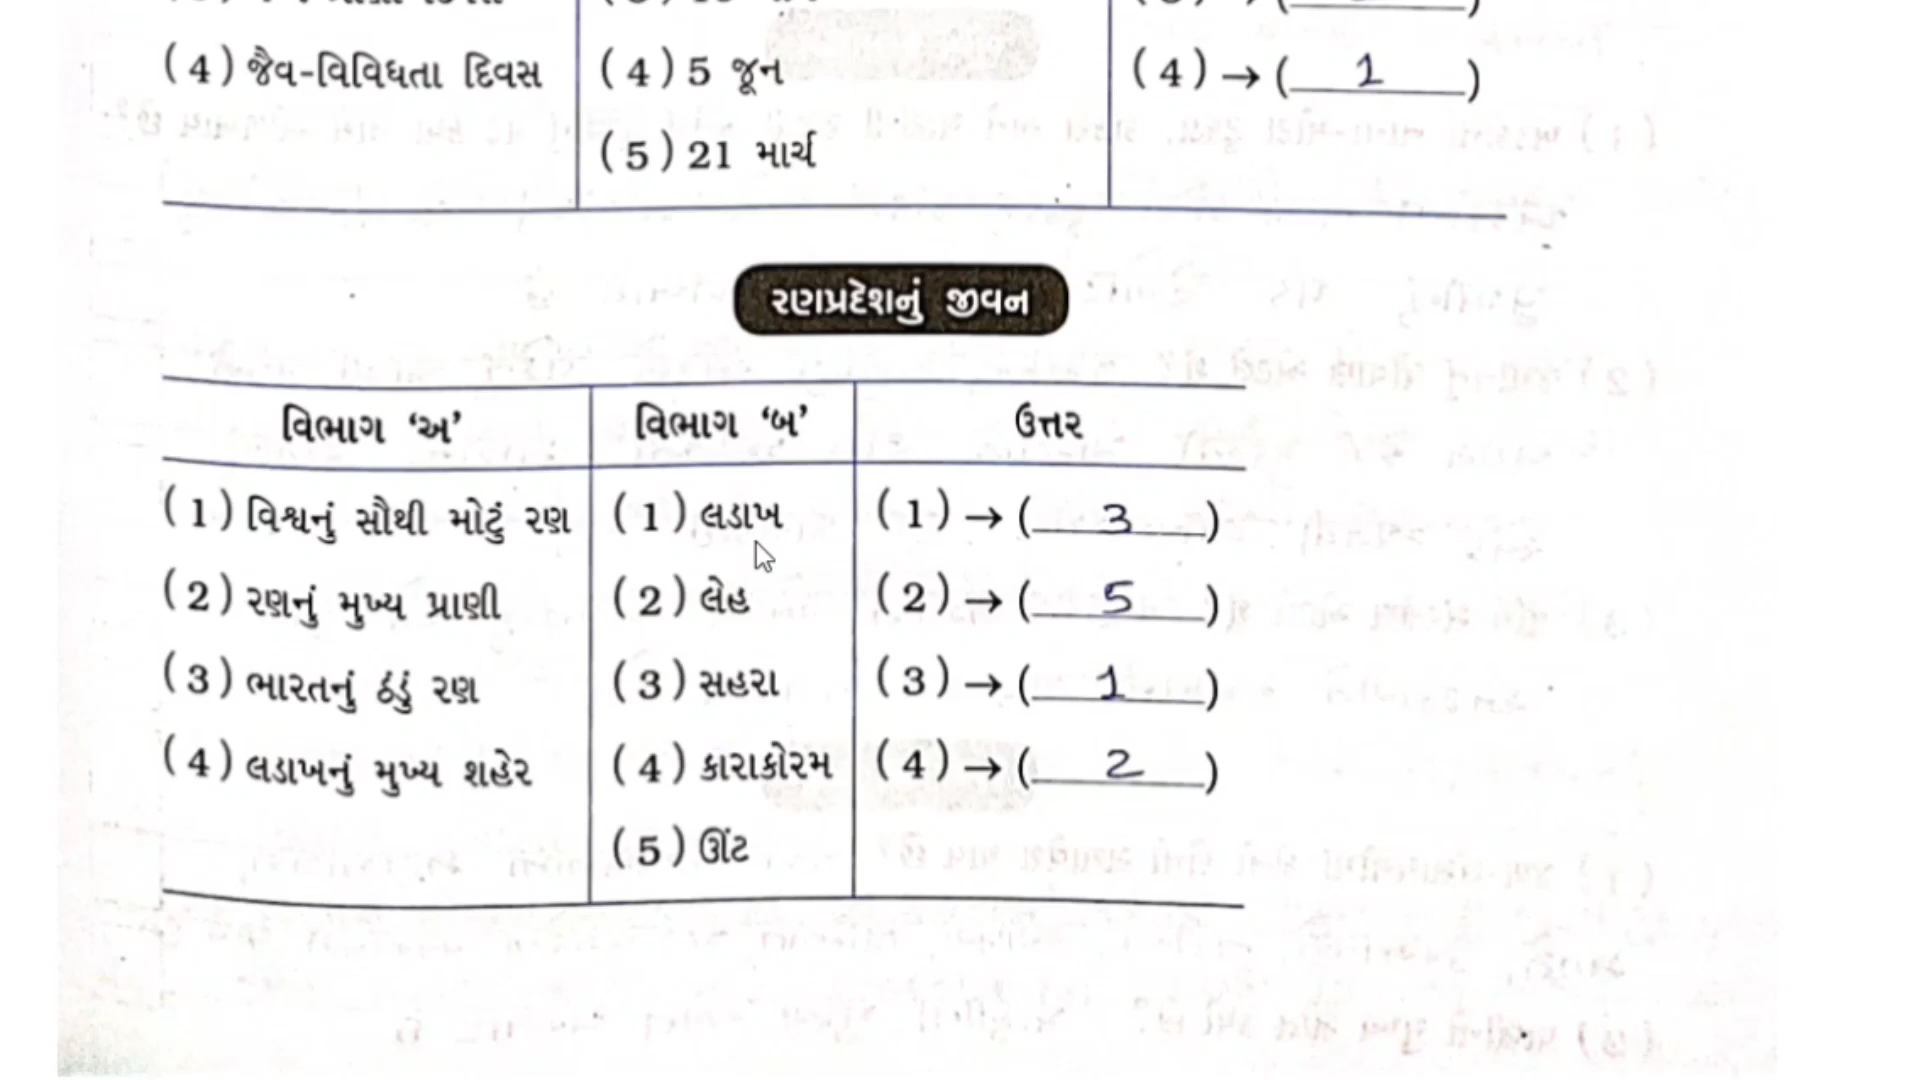 (4) જૈવ-વિવિધતા દિવસ (4) 5 જૂન (4) → ( 1 )
(5) 21 માર્ચ
રણપ્રદેશનું જીવન
વિભાગ ‘અ’ વિભાગ ‘બ’ ઉત્તર
(1) વિશ્વનું સૌથી મોટું રણ (1) લડાખ (1) → ( 3 )
(2) રણનું મુખ્ય પ્રાણી (2) લેહ (2) → ( 5 )
(3) ભારતનું ઠંડું રણ (3) સહરા (3) → ( 1 )
(4) લડાખનું મુખ્ય શહેર (4) કારાકોરમ (4) → ( 2 )
(5) ઊંટ